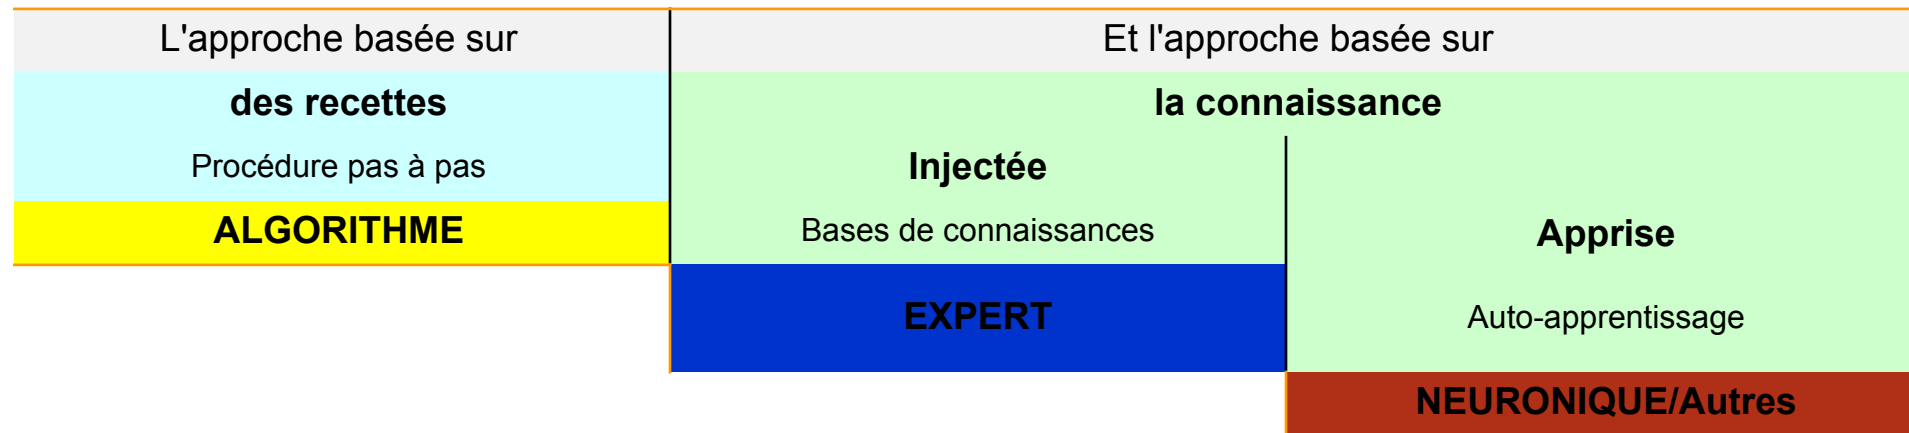 L'approche basée sur
Et l'approche basée sur
des recettes
la connaissance
Procédure pas à pas
Injectée
ALGORITHME
Bases de connaissances
Apprise
EXPERT
Auto-apprentissage
NEURONIQUE/Autres